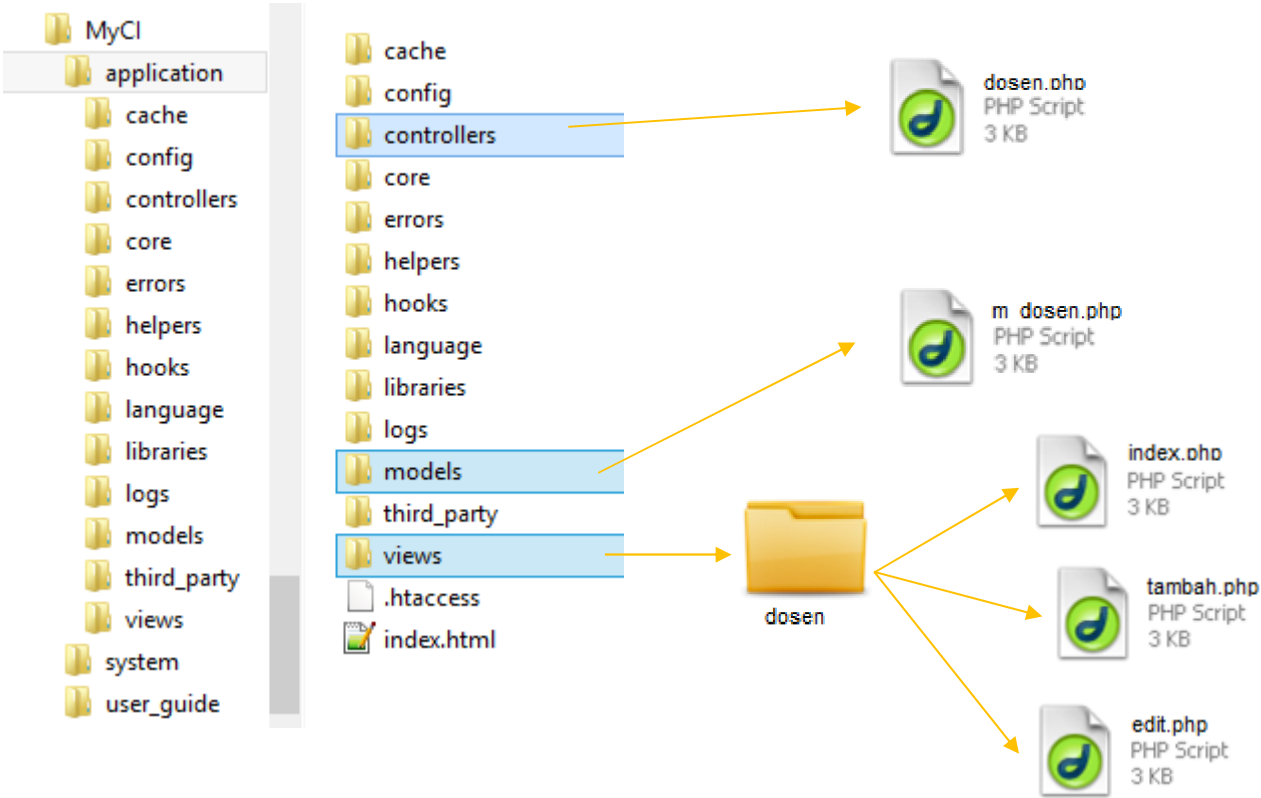 MyCI
application
cache
config
controllers
core
errors
helpers
hooks
language
libraries
logs
models
third_party
views
system
user_guide
cache
config
controllers
core
errors
helpers
hooks
language
libraries
logs
models
third_party
views
.htaccess
index.html
dosen.php
PHP Script
3 KB
m_dosen.php
PHP Script
3 KB
dosen
index.php
PHP Script
3 KB
tambah.php
PHP Script
3 KB
edit.php
PHP Script
3 KB